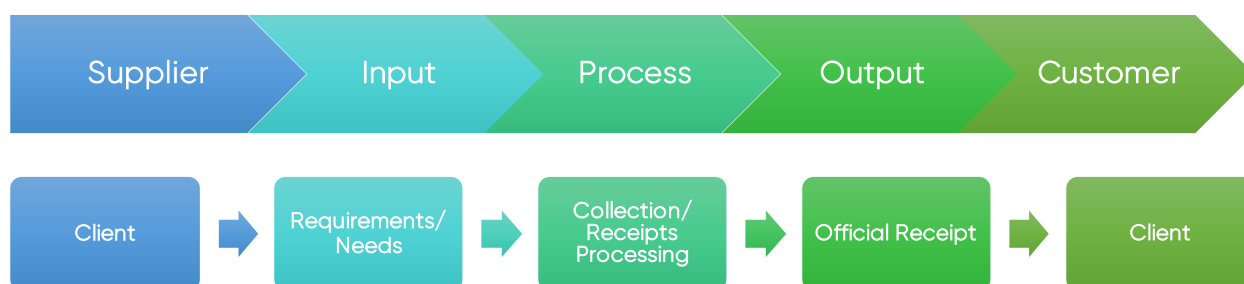 Supplier
Input
Process
Output
Customer
Client
Requirements/
Needs
Collection/
Receipts
Processing
Official Receipt
Client